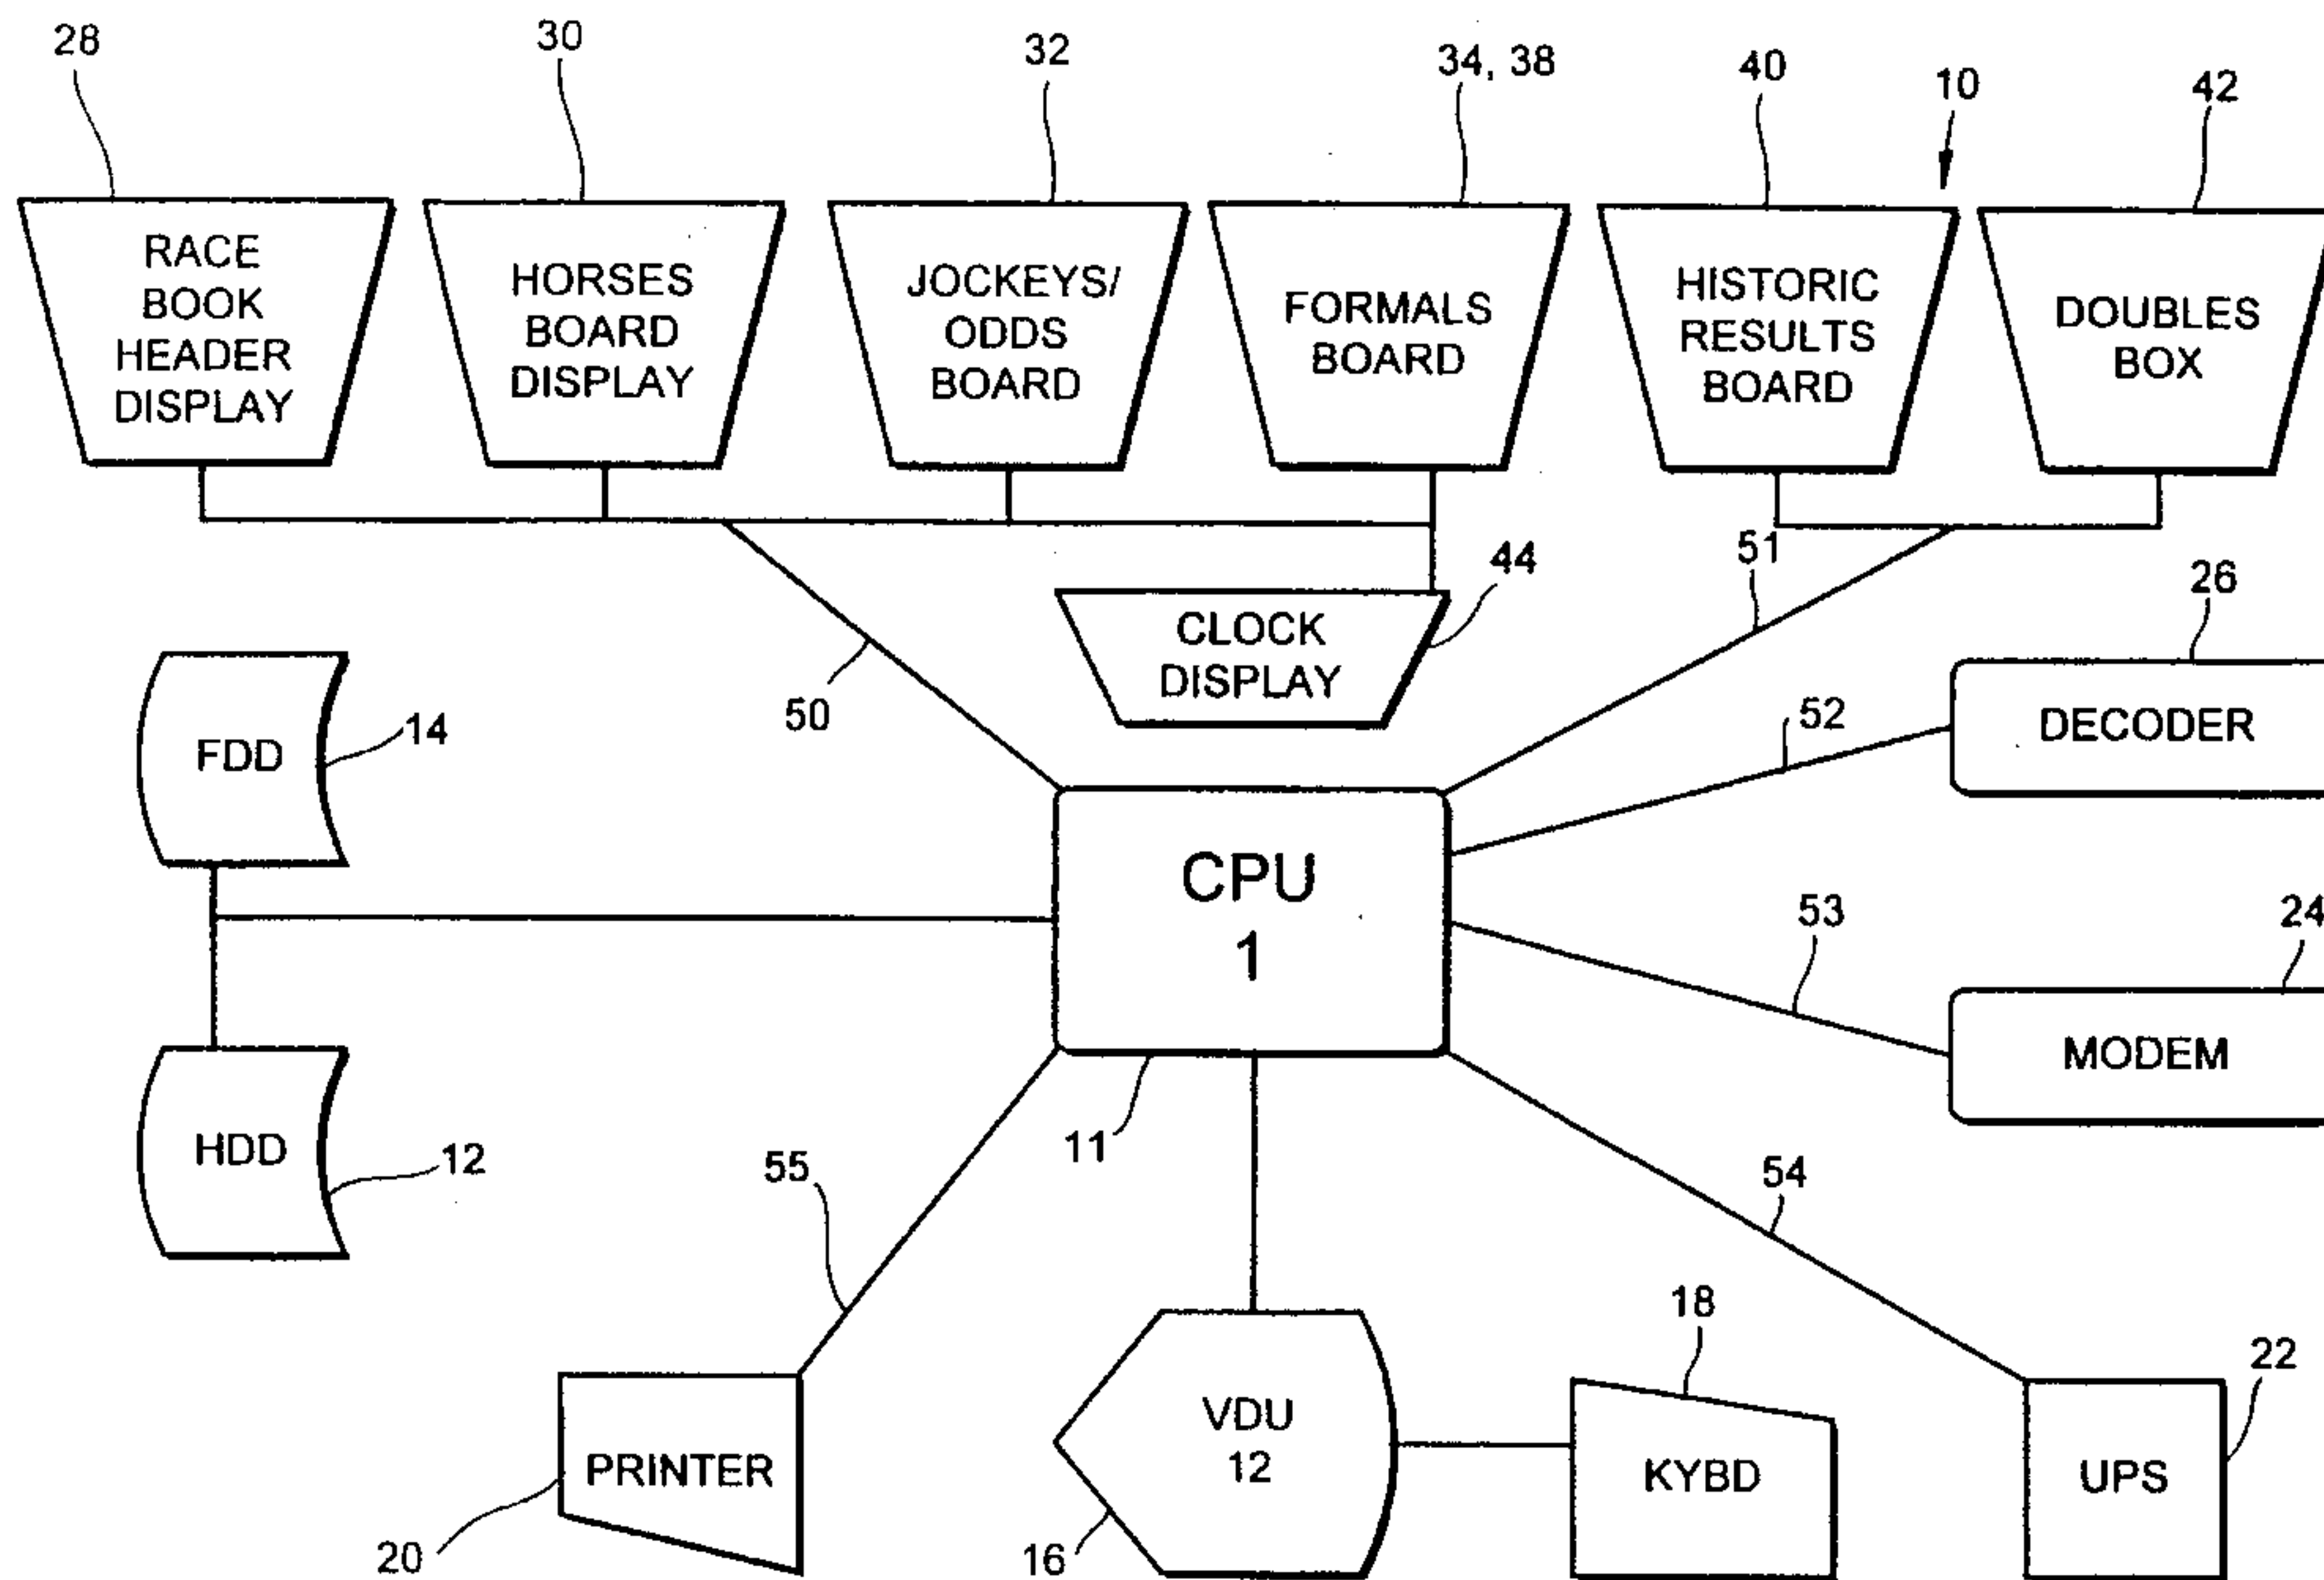 28
30
32
34, 38
40
10
42
RACE
BOOK
HEADER
DISPLAY
HORSES
BOARD
DISPLAY
JOCKEYS/
ODDS
BOARD
FORMALS
BOARD
HISTORIC
RESULTS
BOARD
DOUBLES
BOX
51
44
26
CLOCK
DISPLAY
50
52
FDD
14
DECODER
CPU
1
53
24
MODEM
HDD
12
11
55
54
18
22
VDU
12
PRINTER
KYBD
UPS
20
16